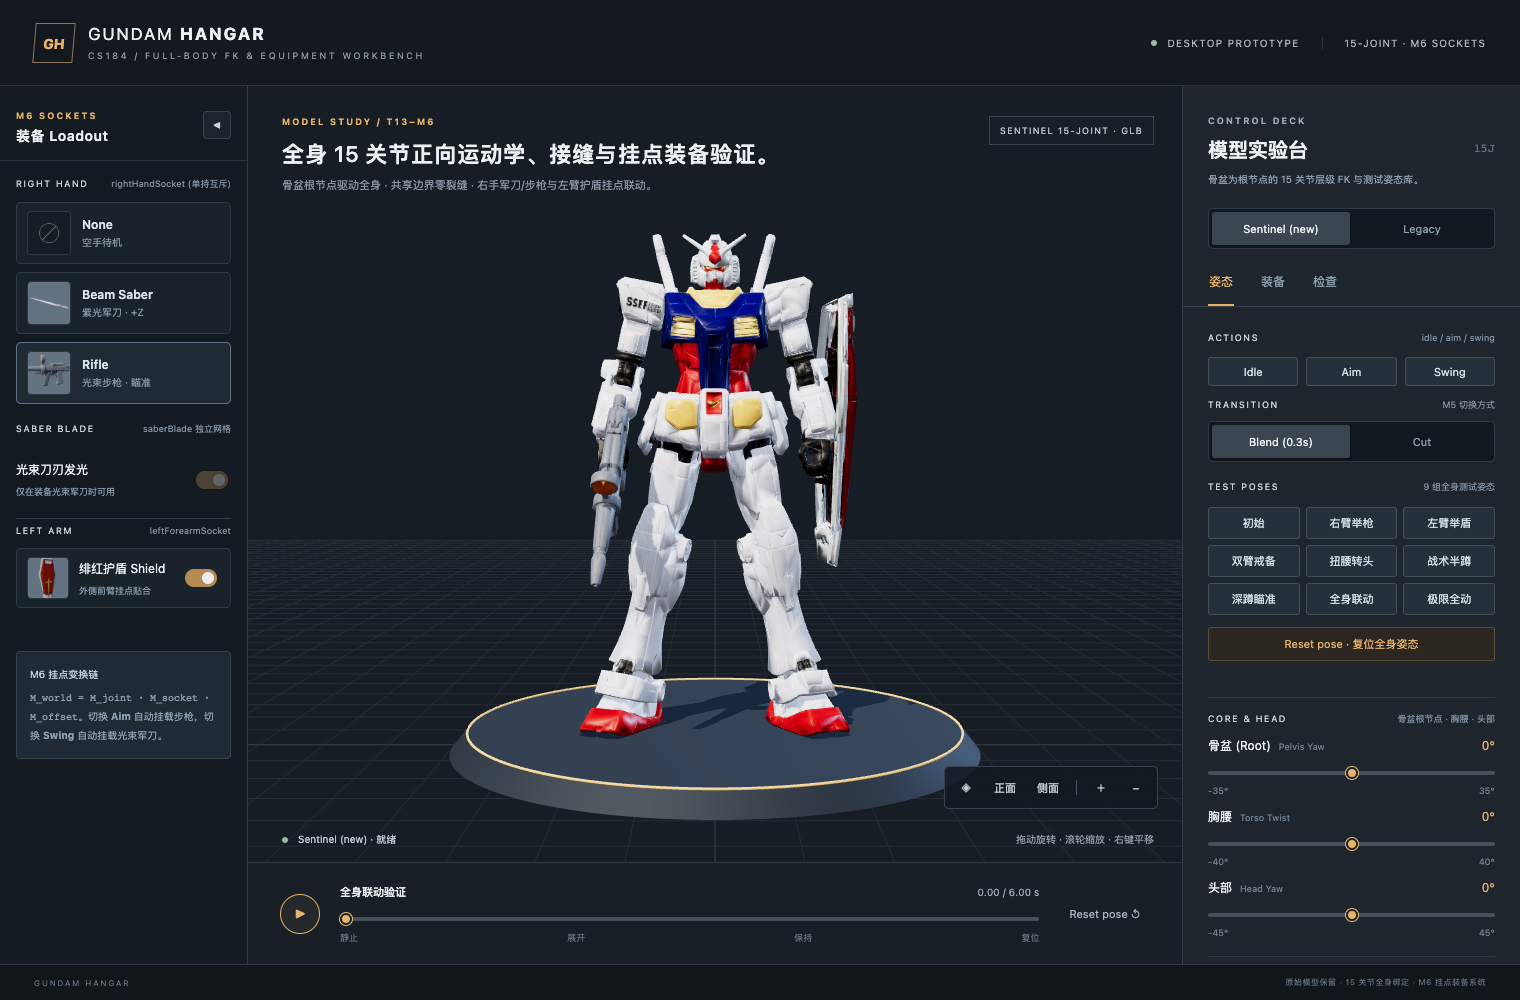 GH
GUNDAM HANGAR
CS184 / FULL-BODY FK & EQUIPMENT WORKBENCH
DESKTOP PROTOTYPE
15-JOINT · M6 SOCKETS
M6 SOCKETS
装备 Loadout
RIGHT HAND
rightHandSocket (单持互斥)
None
空手待机
Beam Saber
紫光军刀 · +Z
Rifle
光束步枪 · 瞄准
SABER BLADE
saberBlade 独立网格
光束刀刃发光
仅在装备光束军刀时可用
LEFT ARM
leftForearmSocket
绯红护盾 Shield
外侧前臂挂点贴合
M6 挂点变换链
M_world = M_joint · M_socket ·
M_offset。切换 Aim 自动挂载步枪，切
换 Swing 自动挂载光束军刀。
MODEL STUDY / T13–M6
全身 15 关节正向运动学、接缝与挂点装备验证。
骨盆根节点驱动全身 · 共享边界零裂缝 · 右手军刀/步枪与左臂护盾挂点联动。
SENTINEL 15-JOINT · GLB
正面
侧面
+
−
Sentinel (new) · 就绪
拖动旋转 · 滚轮缩放 · 右键平移
全身联动验证
0.00 / 6.00 s
静止
展开
保持
复位
Reset pose ↺
CONTROL DECK
模型实验台
15J
骨盆为根节点的 15 关节层级 FK 与测试姿态库。
Sentinel (new)
Legacy
姿态
装备
检查
ACTIONS
idle / aim / swing
Idle
Aim
Swing
TRANSITION
M5 切换方式
Blend (0.3s)
Cut
TEST POSES
9 组全身测试姿态
初始
右臂举枪
左臂举盾
双臂戒备
扭腰转头
战术半蹲
深蹲瞄准
全身联动
极限全动
Reset pose · 复位全身姿态
CORE & HEAD
骨盆根节点 · 胸腰 · 头部
骨盆 (Root) Pelvis Yaw
0°
-35°
35°
胸腰 Torso Twist
0°
-40°
40°
头部 Head Yaw
0°
-45°
45°
GUNDAM HANGAR
原始模型保留 · 15 关节全身绑定 · M6 挂点装备系统